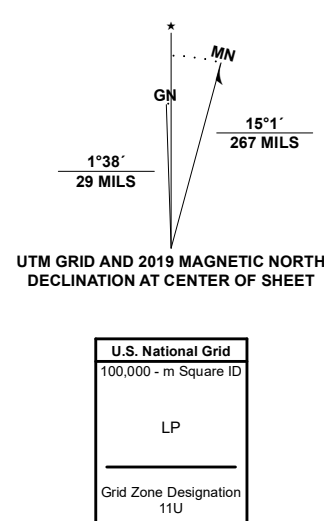 MN
GN
15°1´
267 MILS
1°38´
29 MILS
UTM GRID AND 2019 MAGNETIC NORTH
DECLINATION AT CENTER OF SHEET
U.S. National Grid
100,000 - m Square ID
LP
Grid Zone Designation
11U